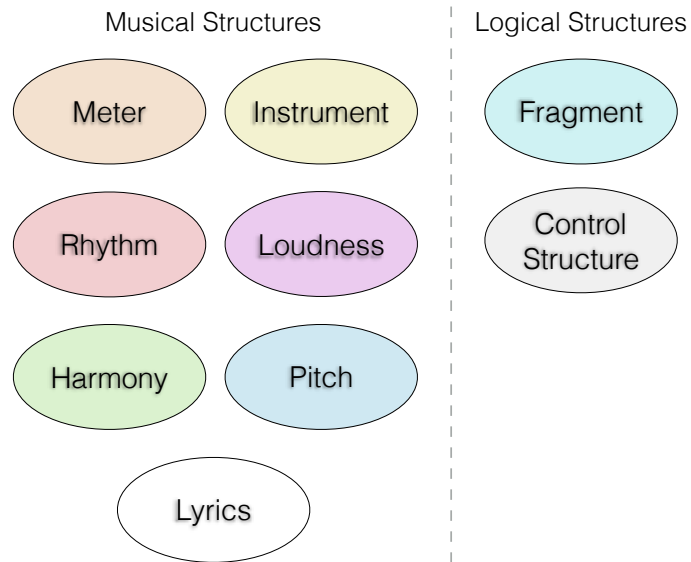 Musical Structures
Logical Structures
Meter
Instrument
Fragment
Rhythm
Loudness
Control
Structure
Harmony
Pitch
Lyrics